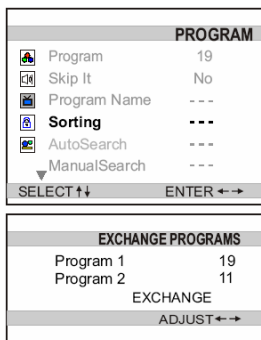 PROGRAM
Program 19
Skip It No
Program Name - - -
Sorting - - -
AutoSearch - - -
ManualSearch - - -
SELECT ENTER
EXCHANGE PROGRAMS
Program 1 19
Program 2 11
EXCHANGE
ADJUST